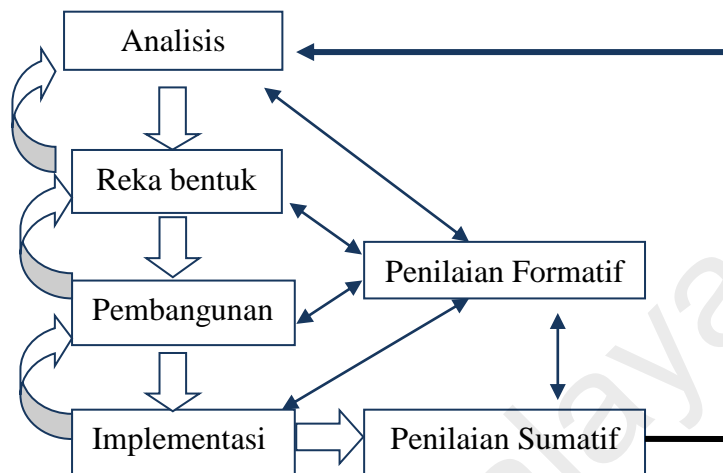 Analisis
Reka bentuk
Penilaian Formatif
Pembangunan
Implementasi
Penilaian Sumatif